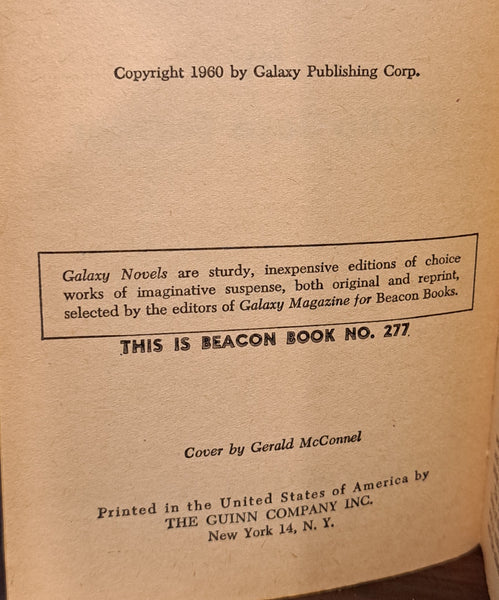 Copyright 1960 by Galaxy Publishing Corp.
Galaxy Novels are sturdy, inexpensive editions of choice
works of imaginative suspense, both original and reprint,
selected by the editors of Galaxy Magazine for Beacon Books.
THIS IS BEACON BOOK NO. 277
Cover by Gerald McConnel
Printed in the United States of America by
THE GUINN COMPANY INC.
New York 14, N. Y.